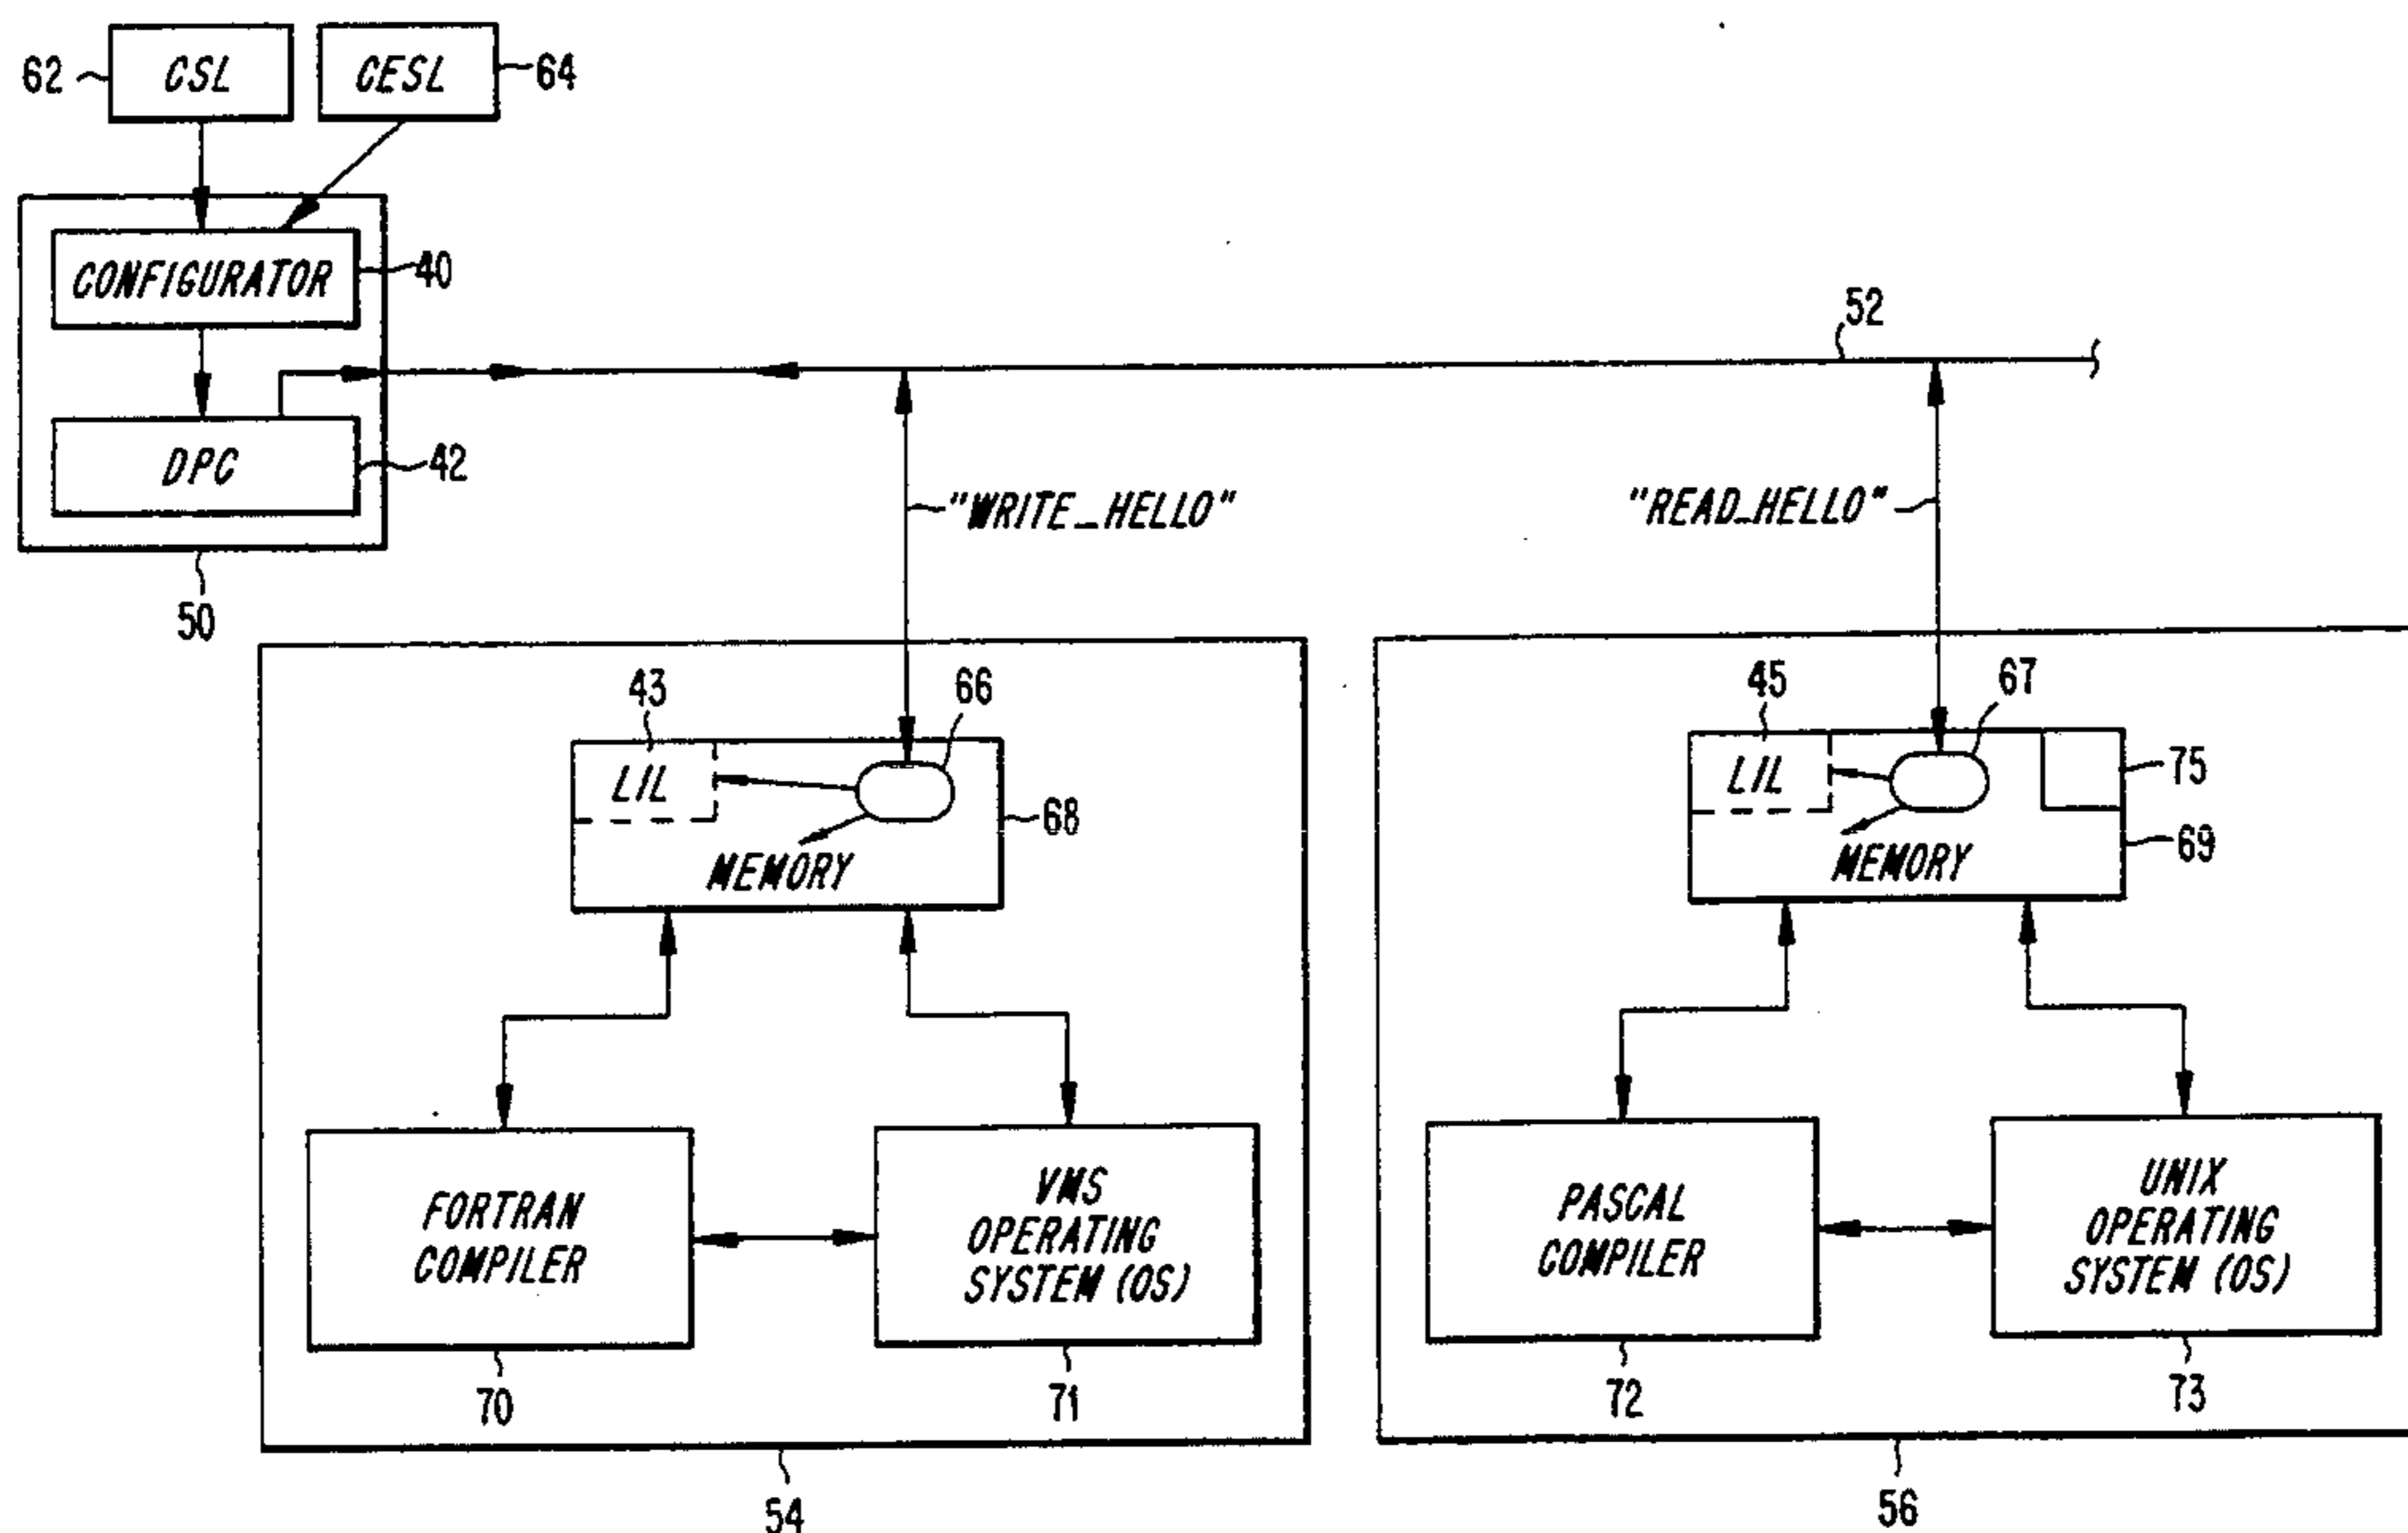 62
CSL
CESL
64
CONFIGURATOR
40
52
DPC
42
"WRITE_HELLO"
"READ_HELLO"
50
43
66
45
67
LIL
LIL
75
68
69
MEMORY
MEMORY
FORTRAN
COMPILER
VMS
OPERATING
SYSTEM (OS)
PASCAL
COMPILER
UNIX
OPERATING
SYSTEM (OS)
70
71
72
73
54
56